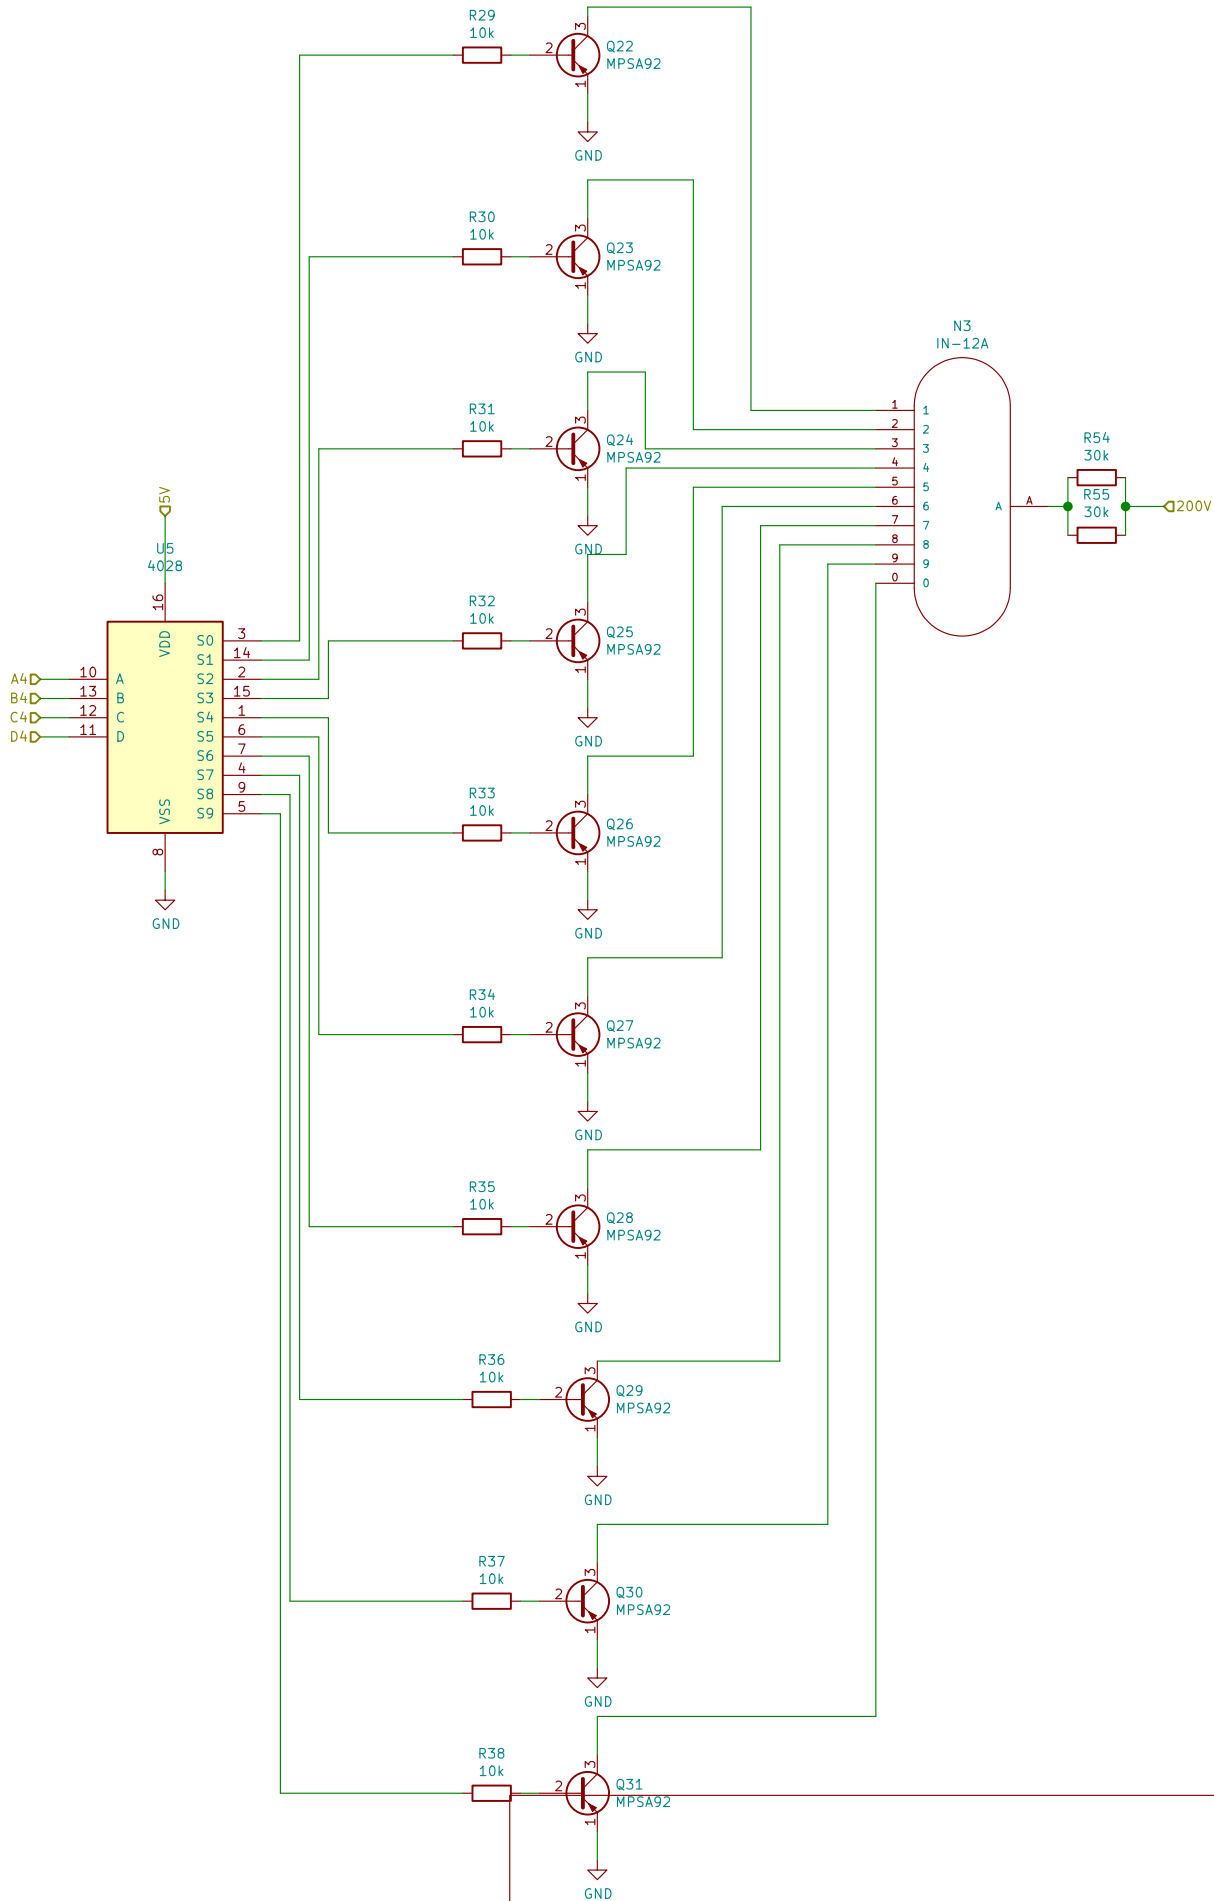 R29
10k
3
2
Q22
MPSA92
1
GND
R30
10k
3
2
Q23
MPSA92
1
GND
N3
IN-12A
R31
10k
3
2
Q24
MPSA92
1
GND
1 1
2 2
3 3
4 4
5 5
6 6
7 7
8 8
9 9
0 0
A A
R54
30k
R55
30k
200V
5V
U5
4028
16
VDD
S0 3
S1 14
S2 2
S3 15
S4 1
S5 6
S6 7
S7 4
S8 9
S9 5
A4 10 A
B4 13 B
C4 12 C
D4 11 D
VSS
8
GND
R32
10k
3
2
Q25
MPSA92
1
GND
R33
10k
3
2
Q26
MPSA92
1
GND
R34
10k
3
2
Q27
MPSA92
1
GND
R35
10k
3
2
Q28
MPSA92
1
GND
R36
10k
3
2
Q29
MPSA92
1
GND
R37
10k
3
2
Q30
MPSA92
1
GND
R38
10k
3
2
Q31
MPSA92
1
GND